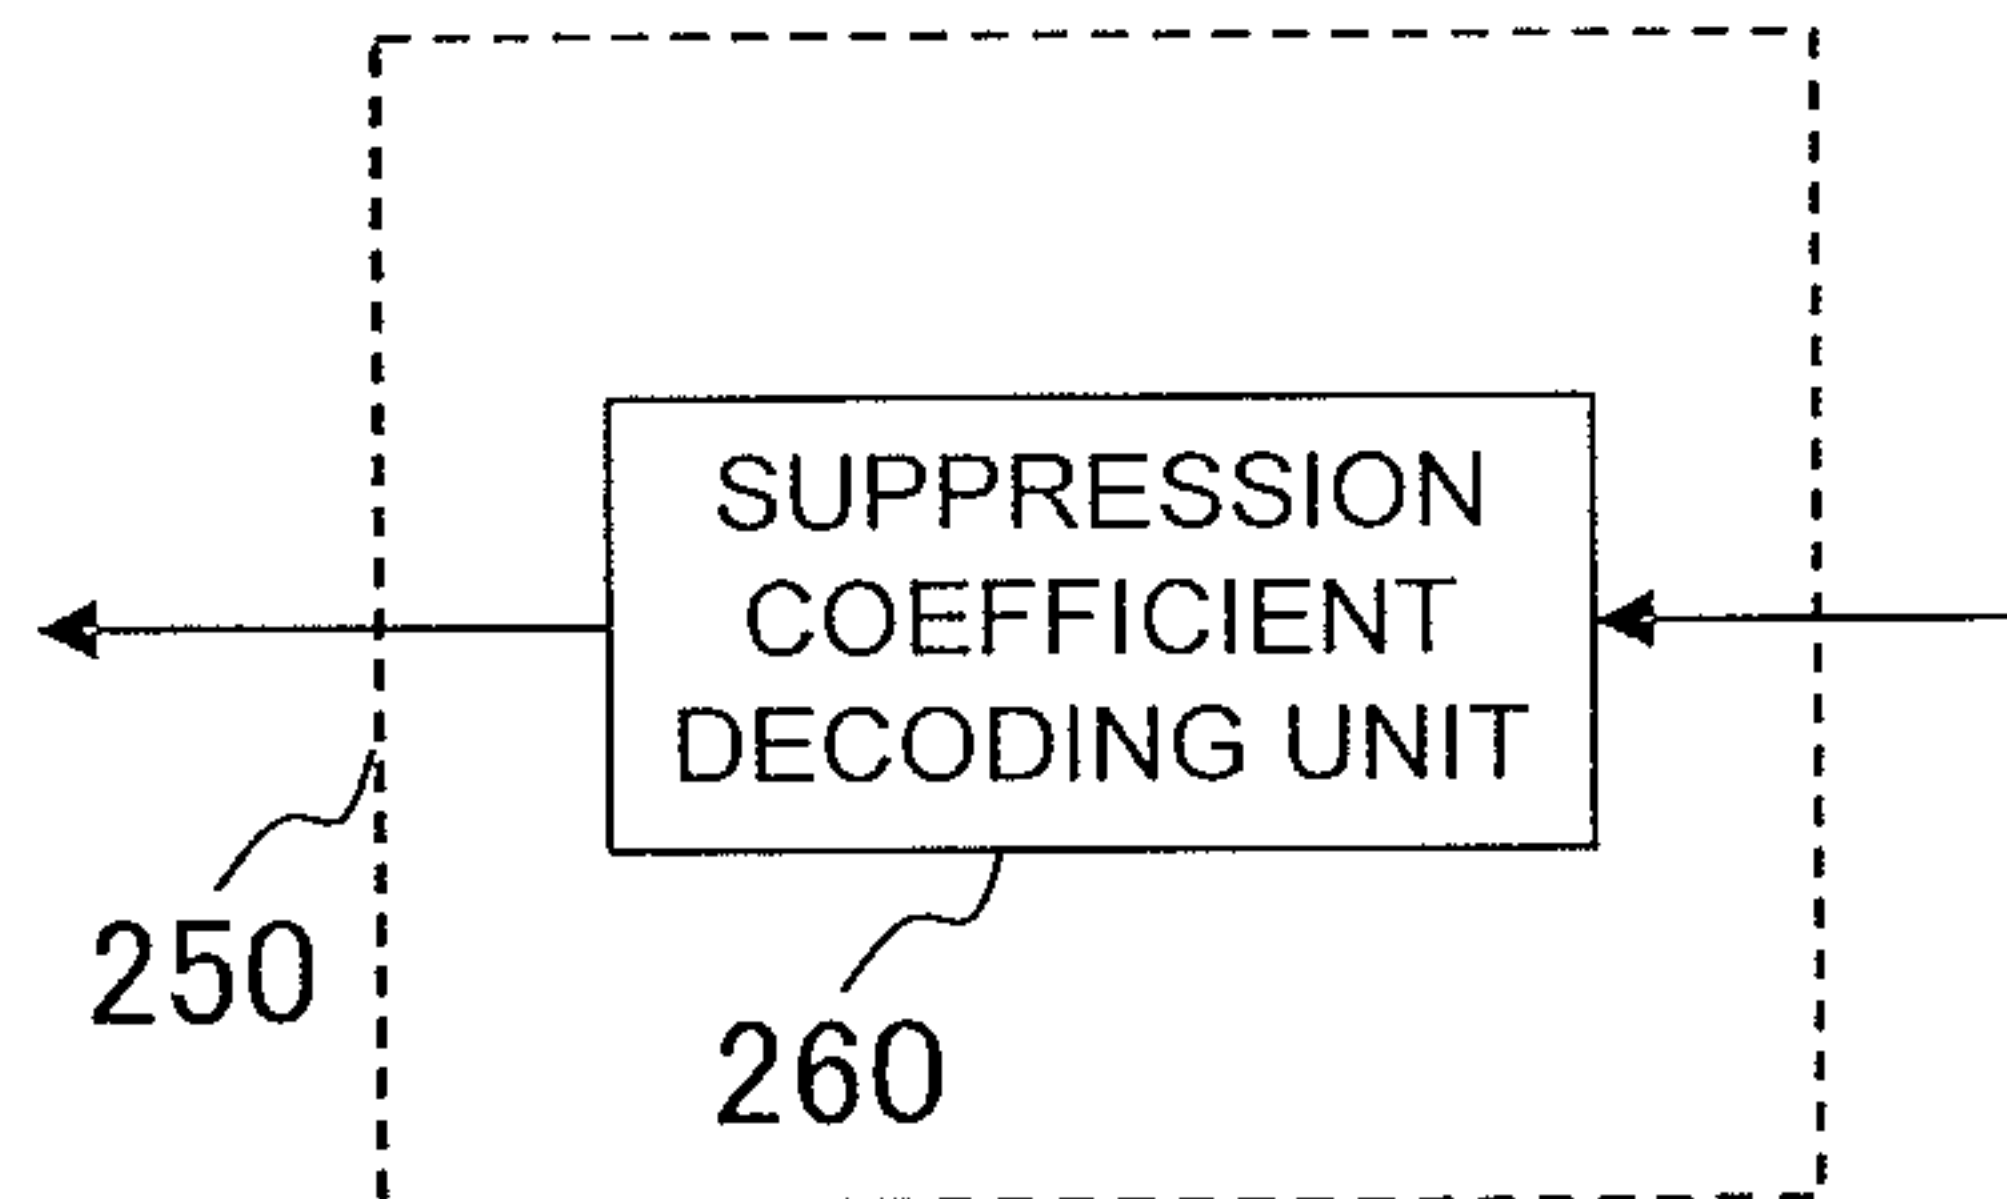 SUPPRESSION
COEFFICIENT
DECODING UNIT
250
260